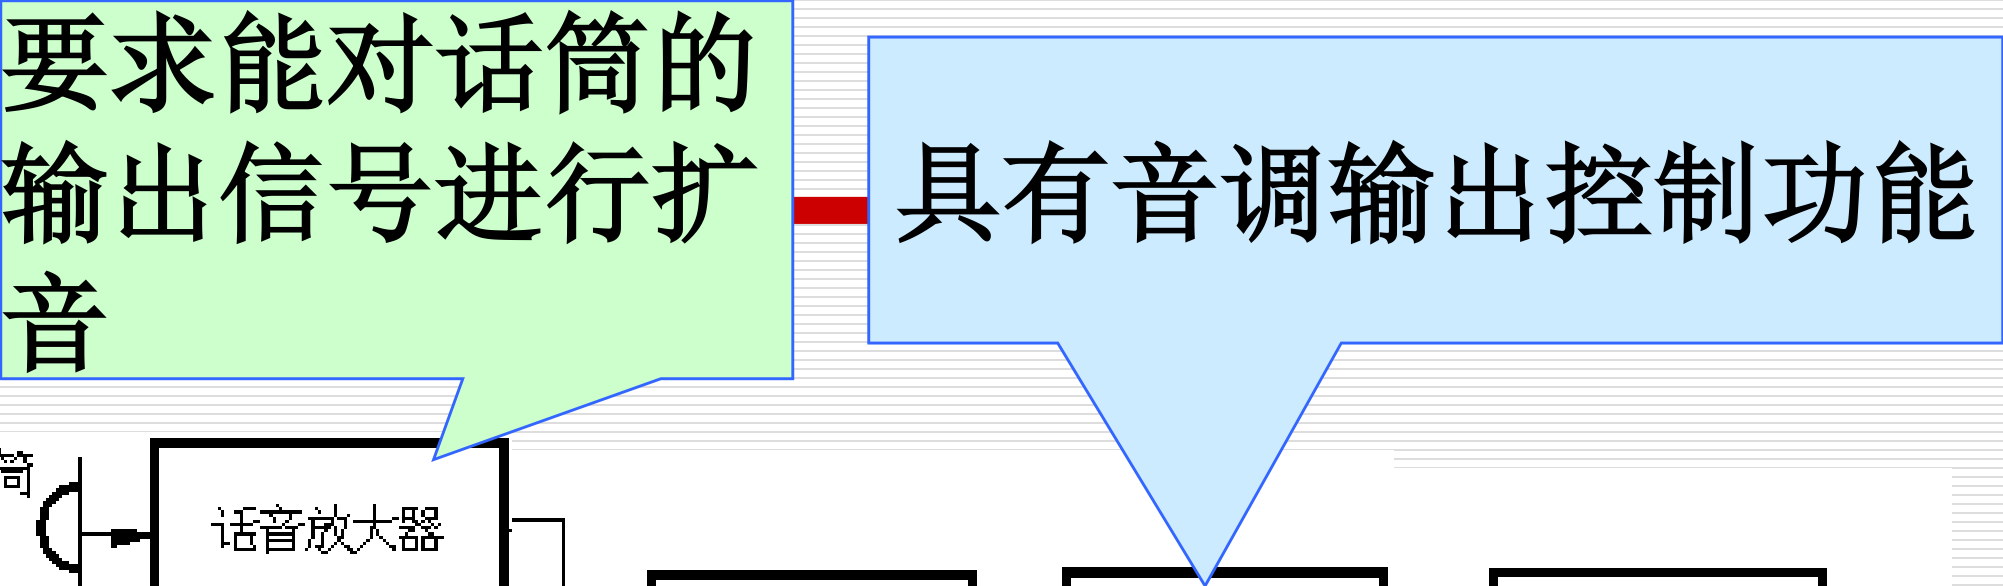 要求能对话筒的
输出信号进行扩
音
具有音调输出控制功能
筒
话音放大器